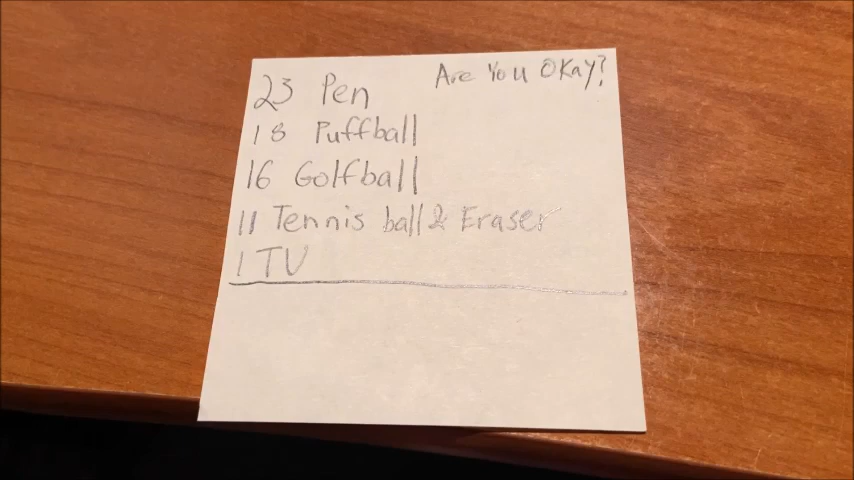 Are You Okay?
23 Pen
18 Puffball
16 Golfball
11 Tennis ball & Eraser
1 TV